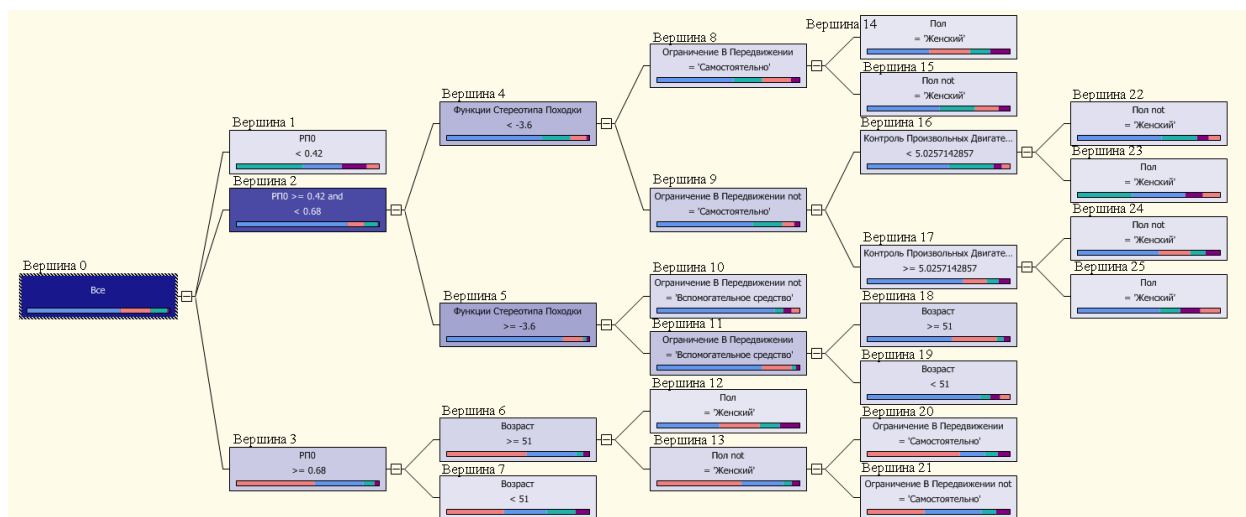 Вершина 0
Все
Вершина 1
РП0
< 0.42
Вершина 2
РП0 >= 0.42 and
< 0.68
Вершина 3
РП0
>= 0.68
Вершина 4
Функции Стереотипа Походки
< -3.6
Вершина 5
Функции Стереотипа Походки
>= -3.6
Вершина 6
Возраст
>= 51
Вершина 7
Возраст
< 51
Вершина 8
Ограничение В Передвижении
= 'Самостоятельно'
Вершина 9
Ограничение В Передвижении not
= 'Самостоятельно'
Вершина 10
Ограничение В Передвижении not
= 'Вспомогательное средство'
Вершина 11
Ограничение В Передвижении
= 'Вспомогательное средство'
Вершина 12
Пол
= 'Женский'
Вершина 13
Пол not
= 'Женский'
Вершина 14
Пол
= 'Женский'
Вершина 15
Пол not
= 'Женский'
Вершина 16
Контроль Произвольных Двигате...
< 5.0257142857
Вершина 17
Контроль Произвольных Двигате...
>= 5.0257142857
Вершина 18
Возраст
>= 51
Вершина 19
Возраст
< 51
Вершина 20
Ограничение В Передвижении
= 'Самостоятельно'
Вершина 21
Ограничение В Передвижении not
= 'Самостоятельно'
Вершина 22
Пол not
= 'Женский'
Вершина 23
Пол
= 'Женский'
Вершина 24
Пол not
= 'Женский'
Вершина 25
Пол
= 'Женский'